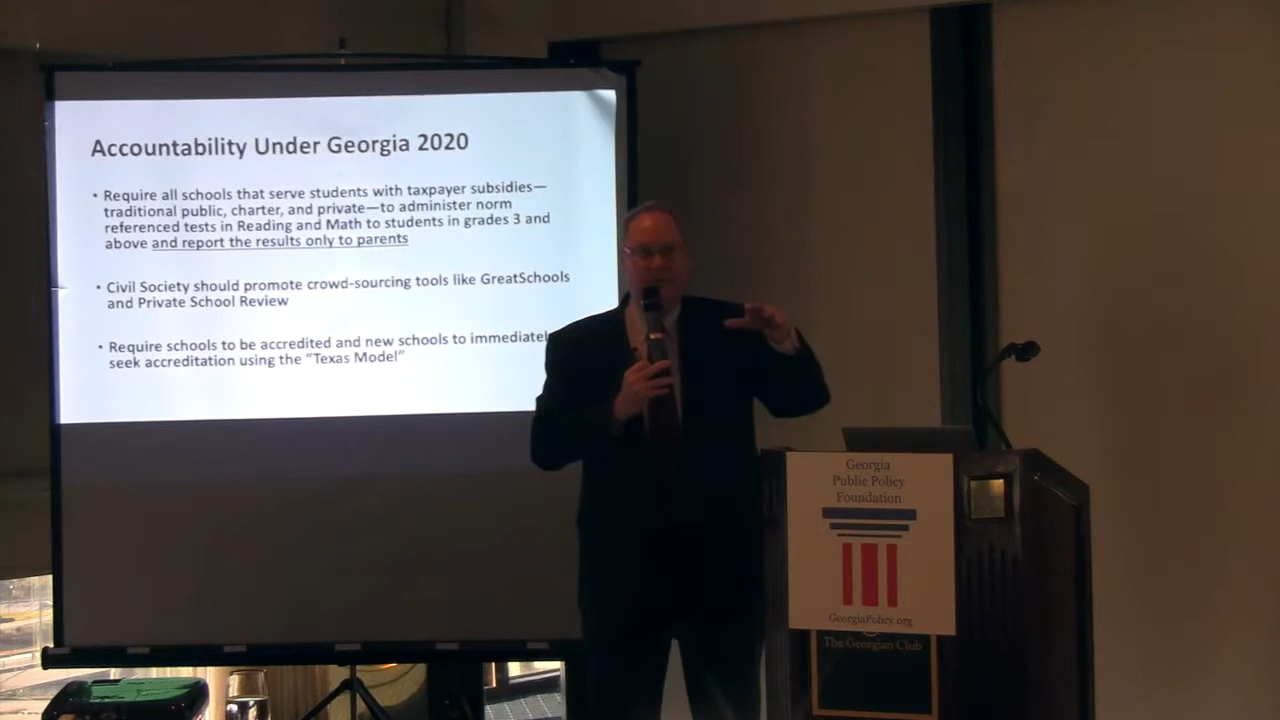 Accountability Under Georgia 2020
• Require all schools that serve students with taxpayer subsidies—
traditional public, charter, and private—to administer norm
referenced tests in Reading and Math to students in grades 3 and
above and report the results only to parents
• Civil Society should promote crowd-sourcing tools like GreatSchools
and Private School Review
• Require schools to be accredited and new schools to immediatel
seek accreditation using the “Texas Model”
Georgia
Public Policy
Foundation
GeorgiaPolicy.org
The Georgian Club